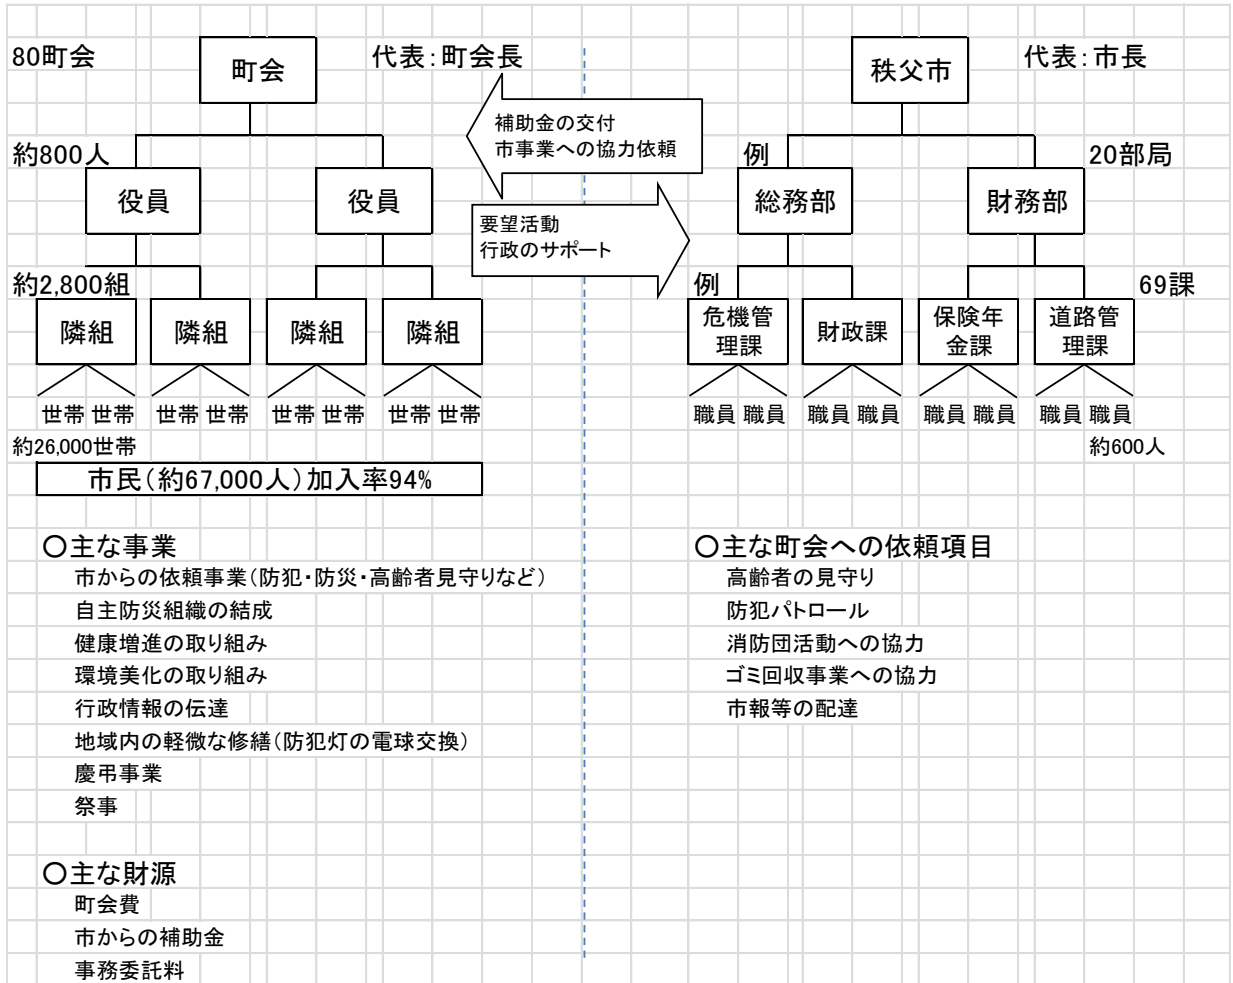 80町会
町会
代表：町会長
秩父市
代表：市長
補助金の交付
市事業への協力依頼
約800人
例
20部局
役員
役員
総務部
財務部
要望活動
行政のサポート
約2,800組
例
69課
隣組
隣組
隣組
隣組
危機管
理課
財政課
保険年
金課
道路管
理課
世帯 世帯
世帯 世帯
世帯 世帯
世帯 世帯
職員 職員
職員 職員
職員 職員
職員 職員
約26,000世帯
約600人
市民（約67,000人）加入率94%
〇主な事業
市からの依頼事業（防犯・防災・高齢者見守りなど）
自主防災組織の結成
健康増進の取り組み
環境美化の取り組み
行政情報の伝達
地域内の軽微な修繕（防犯灯の電球交換）
慶弔事業
祭事
〇主な財源
町会費
市からの補助金
事務委託料
〇主な町会への依頼項目
高齢者の見守り
防犯パトロール
消防団活動への協力
ゴミ回収事業への協力
市報等の配達